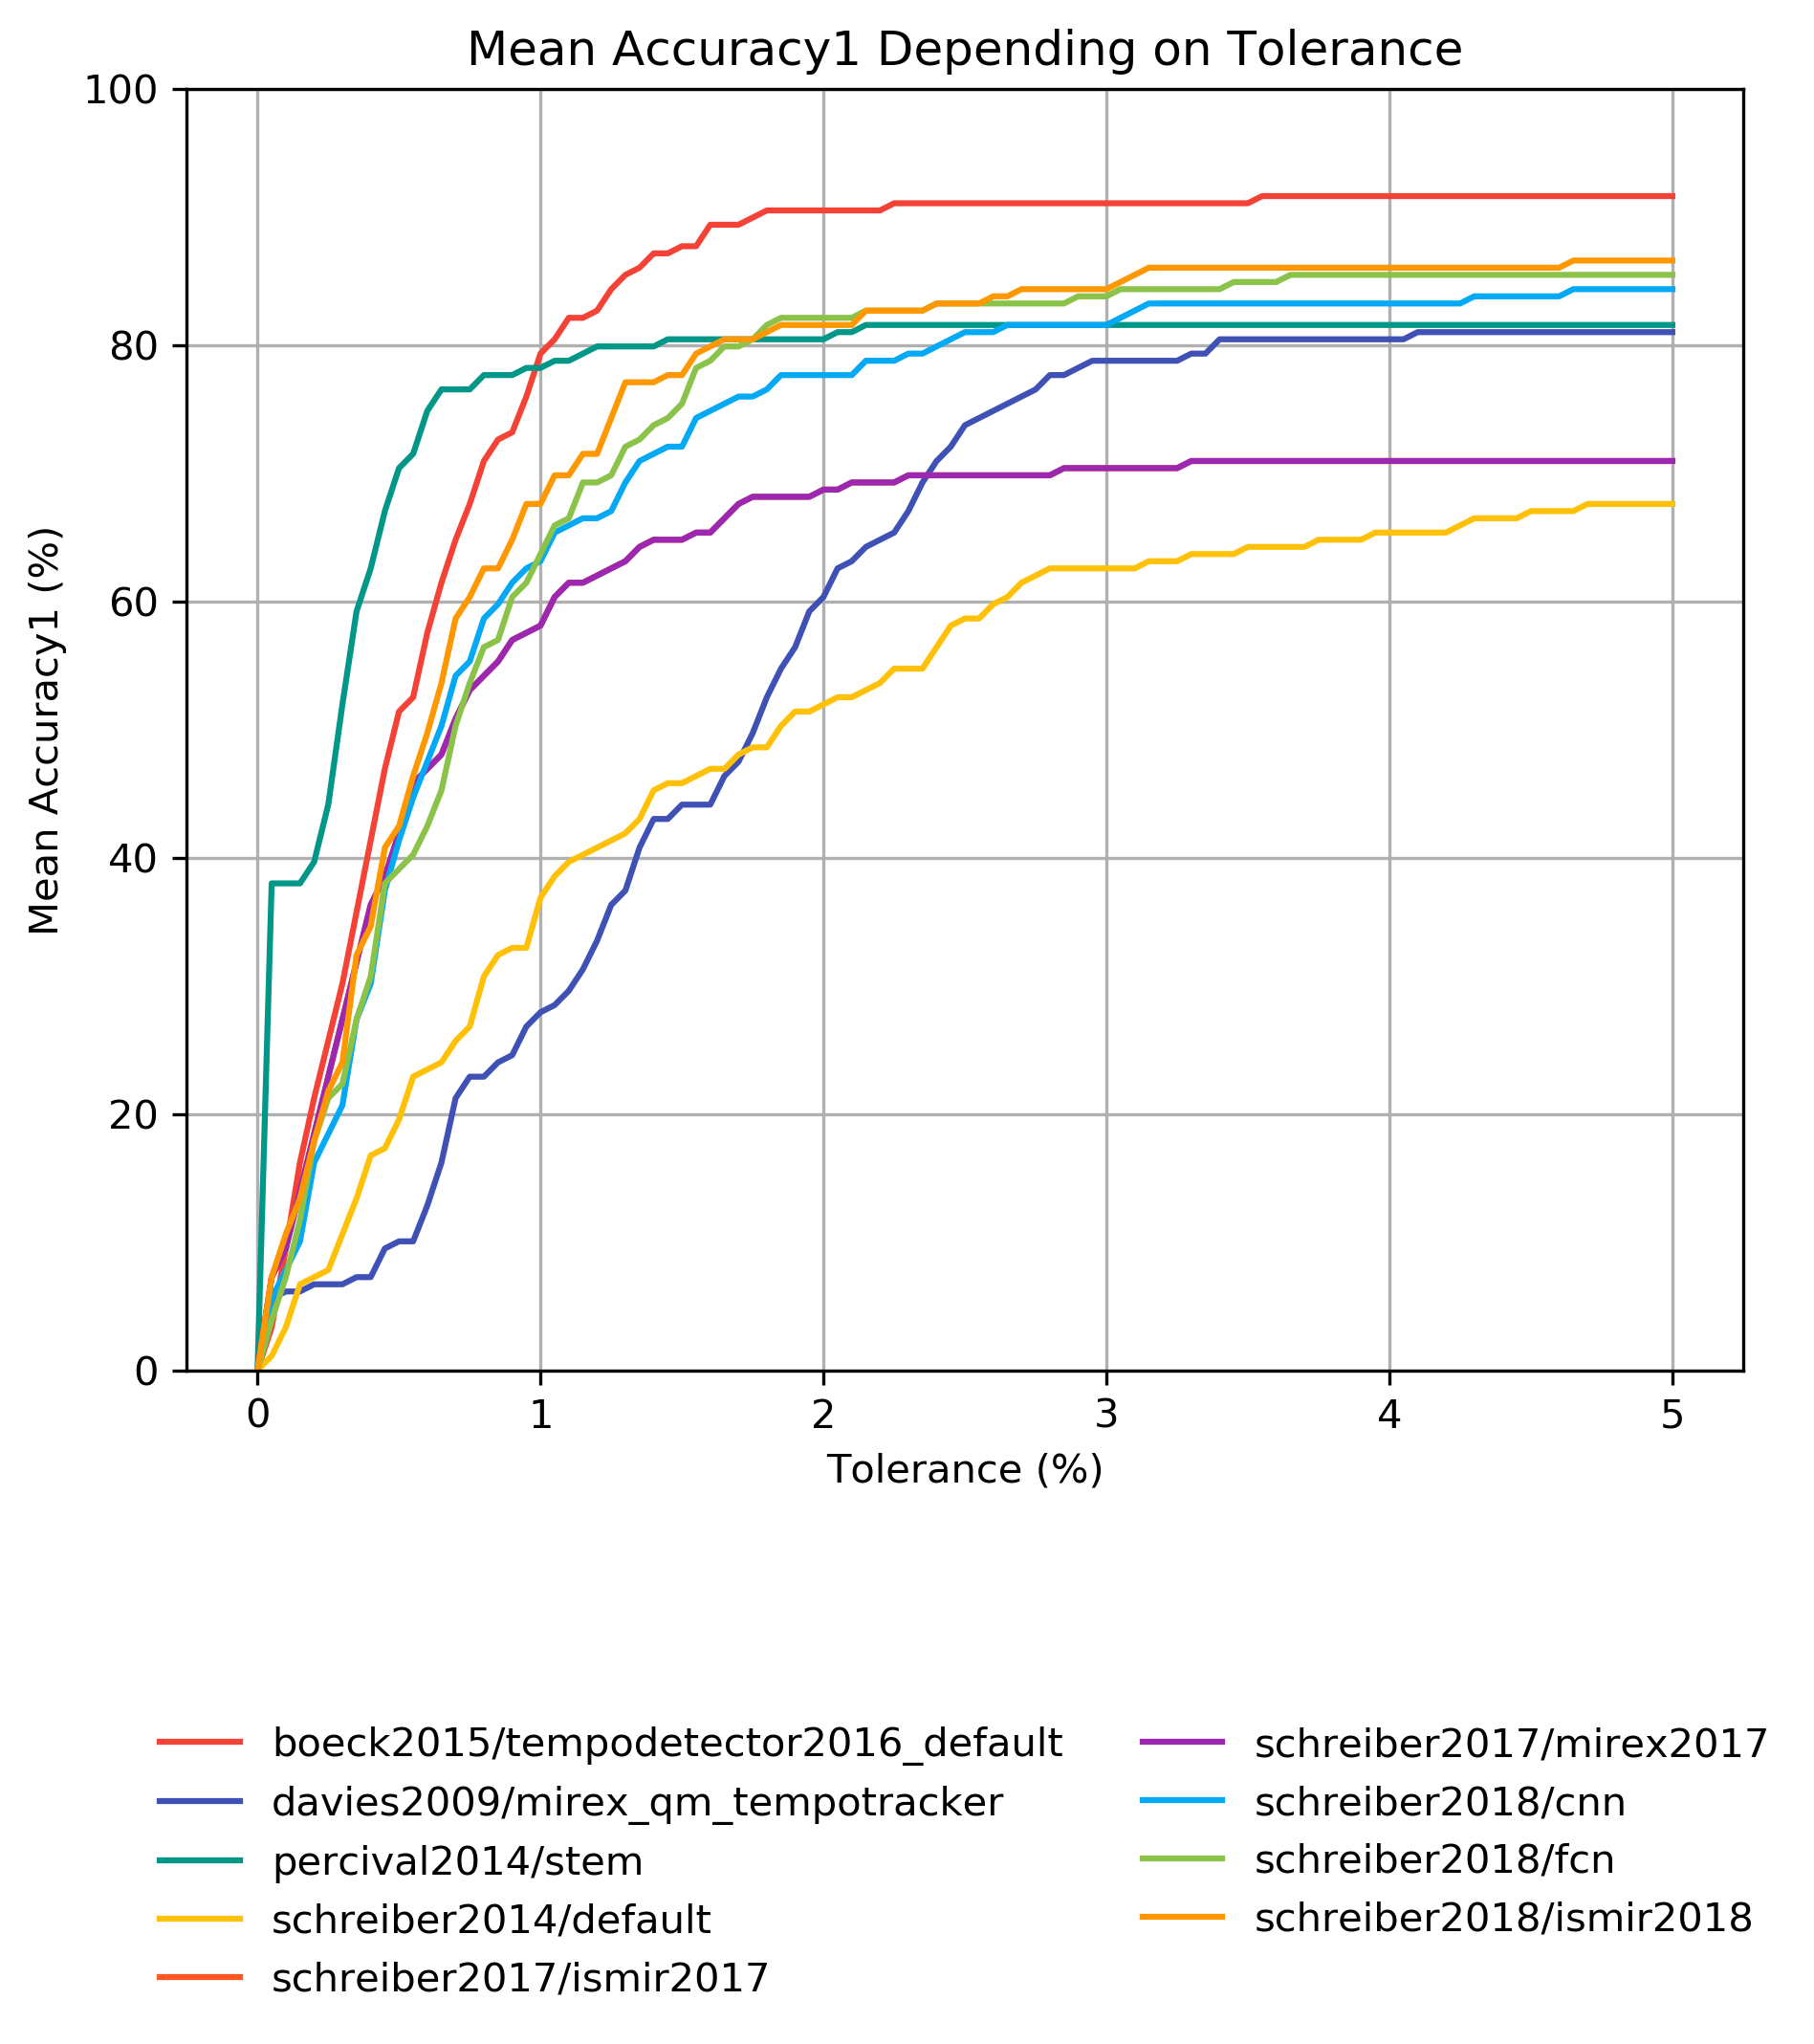 Mean Accuracy1 Depending on Tolerance
100
80
60
40
20
0
Mean Accuracy1 (%)
0 1 2 3 4 5
Tolerance (%)
boeck2015/tempodetector2016_default
davies2009/mirex_qm_tempotracker
percival2014/stem
schreiber2014/default
schreiber2017/ismir2017
schreiber2017/mirex2017
schreiber2018/cnn
schreiber2018/fcn
schreiber2018/ismir2018